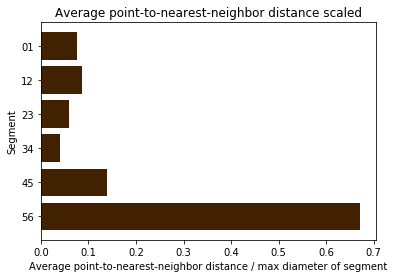 Average point-to-nearest-neighbor distance scaled
Segment
01
12
23
34
45
56
0.0 0.1 0.2 0.3 0.4 0.5 0.6 0.7
Average point-to-nearest-neighbor distance / max diameter of segment